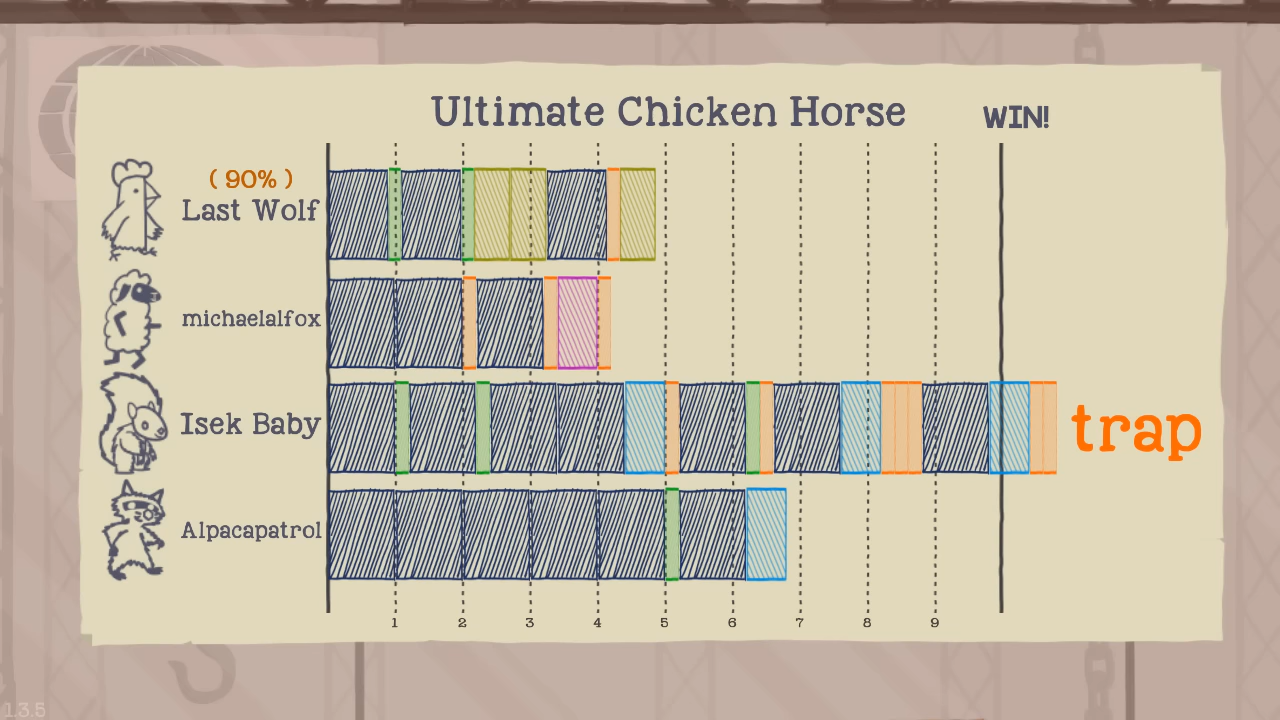 Ultimate Chicken Horse
WIN!
( 90% )
Last Wolf
michaelalfox
Isek Baby
trap
Alpacapatrol
1 2 3 4 5 6 7 8 9
1.3.5